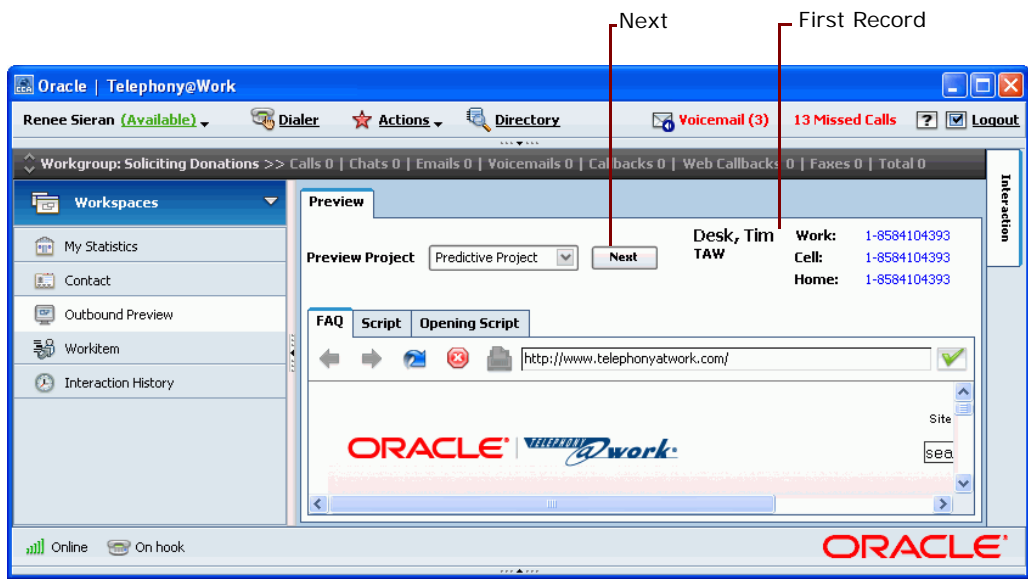 Next
First Record
CCA Oracle | Telephony@Work
Renee Sieran (Available) Dialer Actions Directory Voicemail (3) 13 Missed Calls ? Logout
Workgroup: Soliciting Donations >> Calls 0 | Chats 0 | Emails 0 | Voicemails 0 | Callbacks 0 | Web Callbacks 0 | Faxes 0 | Total 0
Interaction
Workspaces
My Statistics
Contact
Outbound Preview
Workitem
Interaction History
Preview
Preview Project Predictive Project Next
Desk, Tim
TAW
Work: 1-8584104393
Cell: 1-8584104393
Home: 1-8584104393
FAQ Script Opening Script
http://www.telephonyatwork.com/
Site
sea
ORACLE | TELEPHONY @work
Online On hook
ORACLE